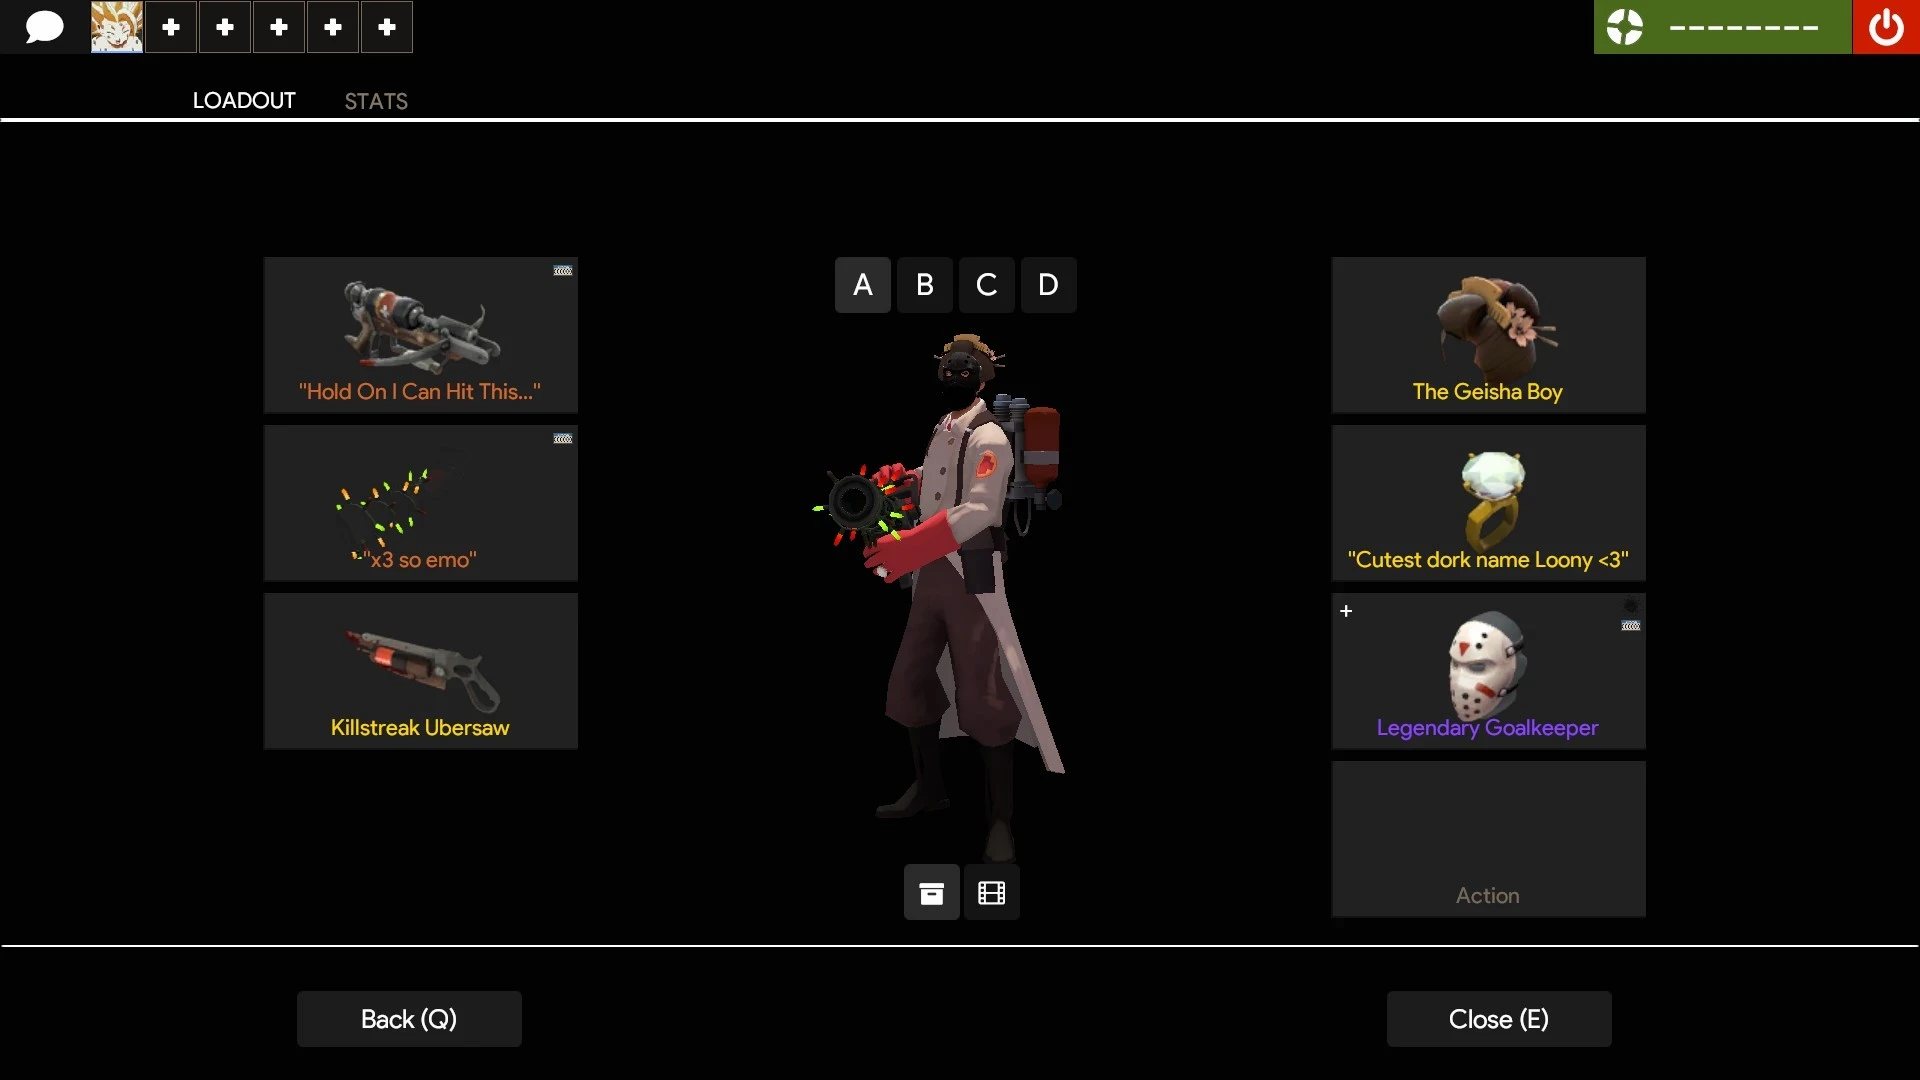 LOADOUT STATS
A B C D
"Hold On I Can Hit This..."
The Geisha Boy
"x3 so emo"
"Cutest dork name Loony <3"
Killstreak Ubersaw
Legendary Goalkeeper
Action
Back (Q)
Close (E)